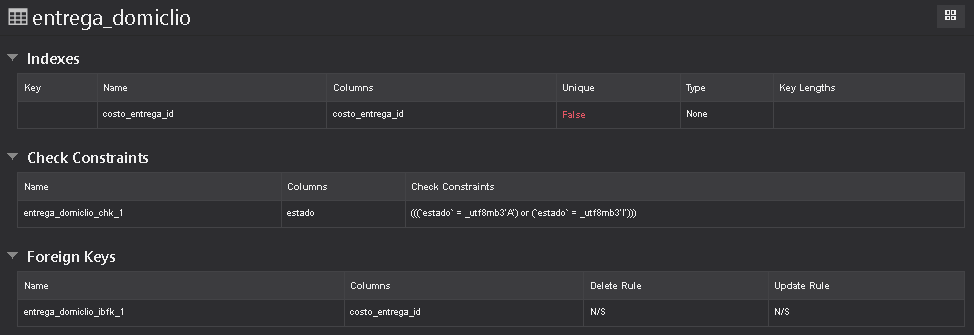 entrega_domiclio
Indexes
Key Name Columns Unique Type Key Lengths
costo_entrega_id costo_entrega_id False None
Check Constraints
Name Columns Check Constraints
entrega_domiclio_chk_1 estado (((`estado` = _utf8mb3'A') or (`estado` = _utf8mb3'I')))
Foreign Keys
Name Columns Delete Rule Update Rule
entrega_domiclio_ibfk_1 costo_entrega_id N/S N/S